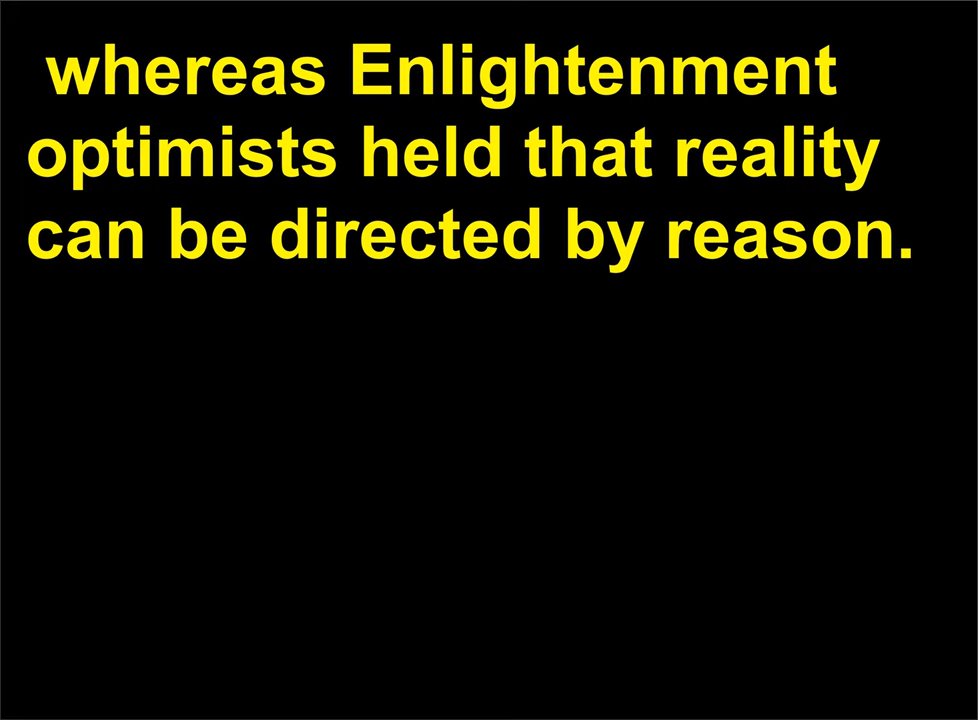 whereas Enlightenment
optimists held that reality
can be directed by reason.